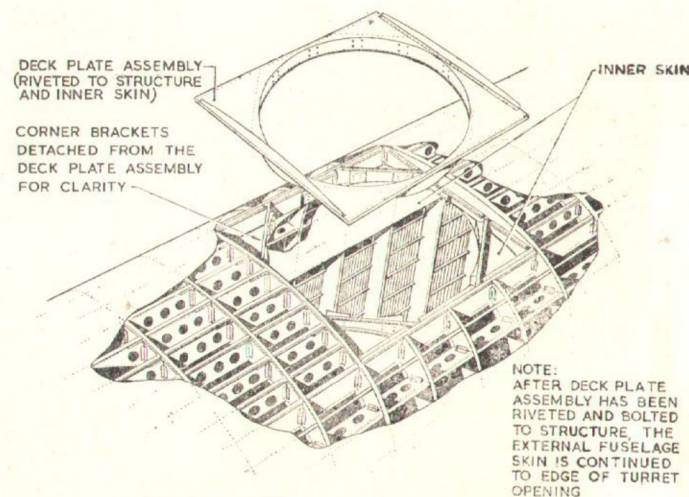 DECK PLATE ASSEMBLY
(RIVETED TO STRUCTURE
AND INNER SKIN)
CORNER BRACKETS
DETACHED FROM THE
DECK PLATE ASSEMBLY
FOR CLARITY
INNER SKIN
NOTE:
AFTER DECK PLATE
ASSEMBLY HAS BEEN
RIVETED AND BOLTED
TO STRUCTURE, THE
EXTERNAL FUSELAGE
SKIN IS CONTINUED
TO EDGE OF TURRET
OPENING